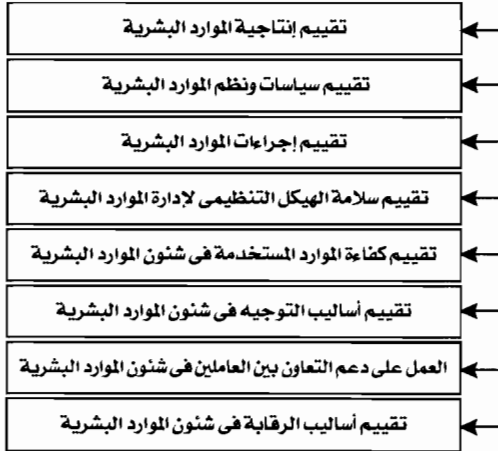 تقييم إنتاجية الموارد البشرية
تقييم سياسات ونظم الموارد البشرية
تقييم إجراءات الموارد البشرية
تقييم سلامة الهيكل التنظيمى لإدارة الموارد البشرية
تقييم كفاءة الموارد المستخدمة فى شئون الموارد البشرية
تقييم أساليب التوجيه فى شئون الموارد البشرية
العمل على دعم التعاون بين العاملين فى شئون الموارد البشرية
تقييم أساليب الرقابة فى شئون الموارد البشرية